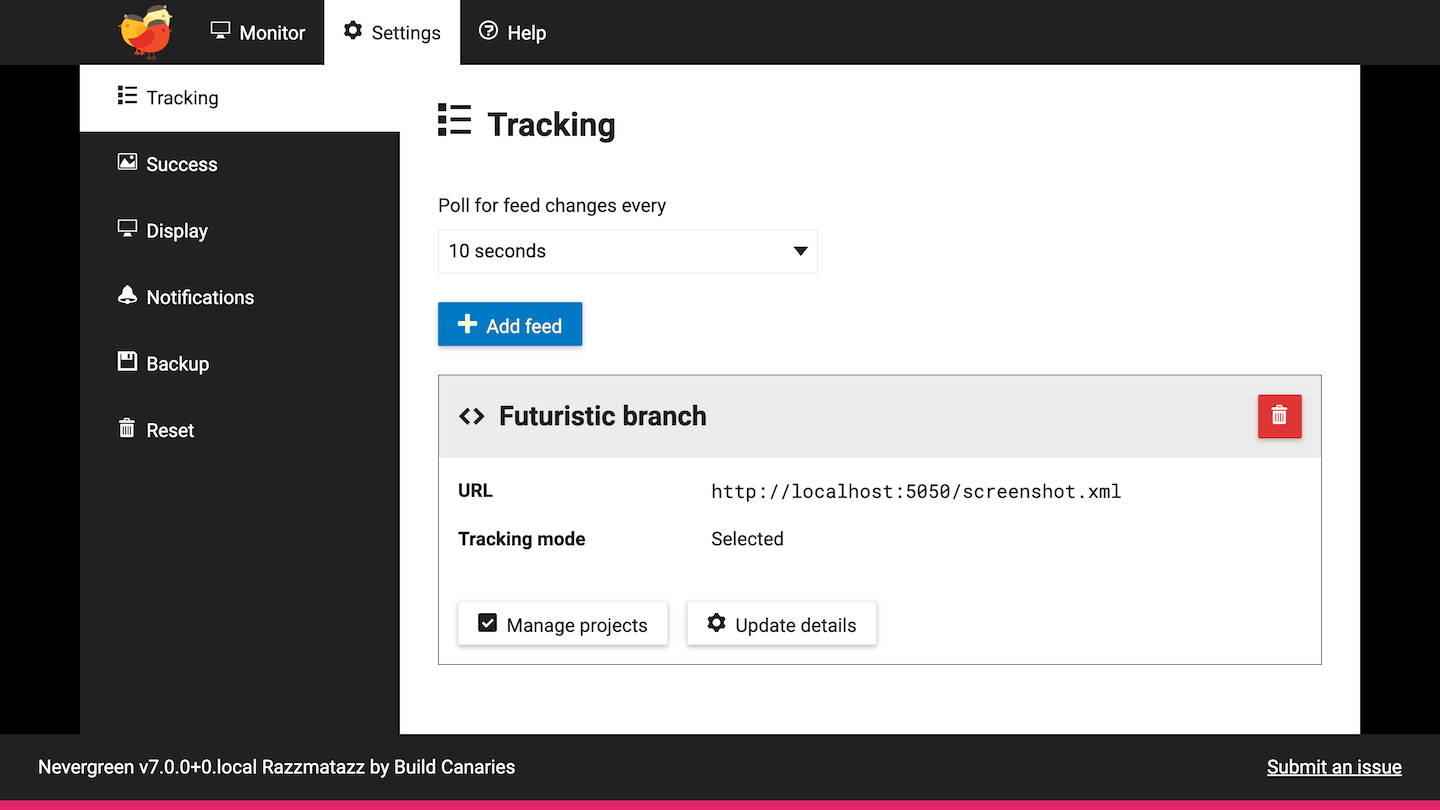 Monitor
Settings
Help
Tracking
Success
Display
Notifications
Backup
Reset
Tracking
Poll for feed changes every
10 seconds
Add feed
Futuristic branch
URL http://localhost:5050/screenshot.xml
Tracking mode Selected
Manage projects
Update details
Nevergreen v7.0.0+0.local Razzmatazz by Build Canaries
Submit an issue